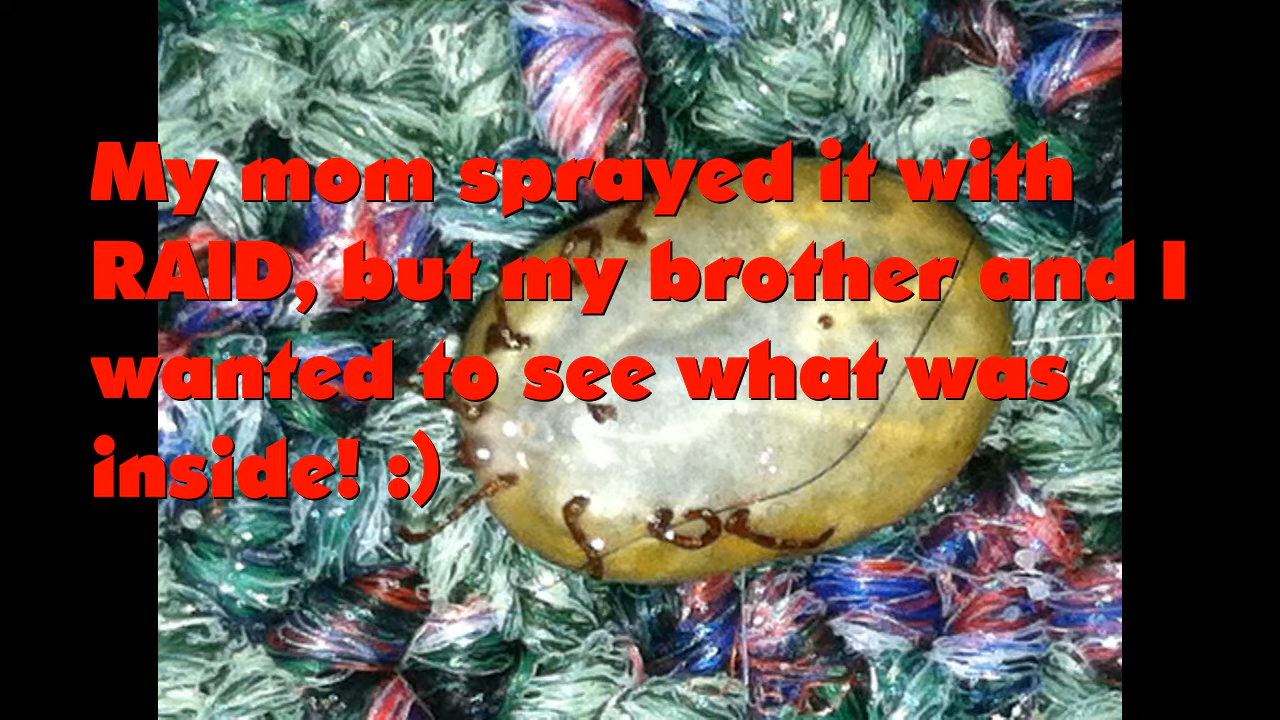 My mom sprayed it with
RAID, but my brother and I
wanted to see what was
inside! :)